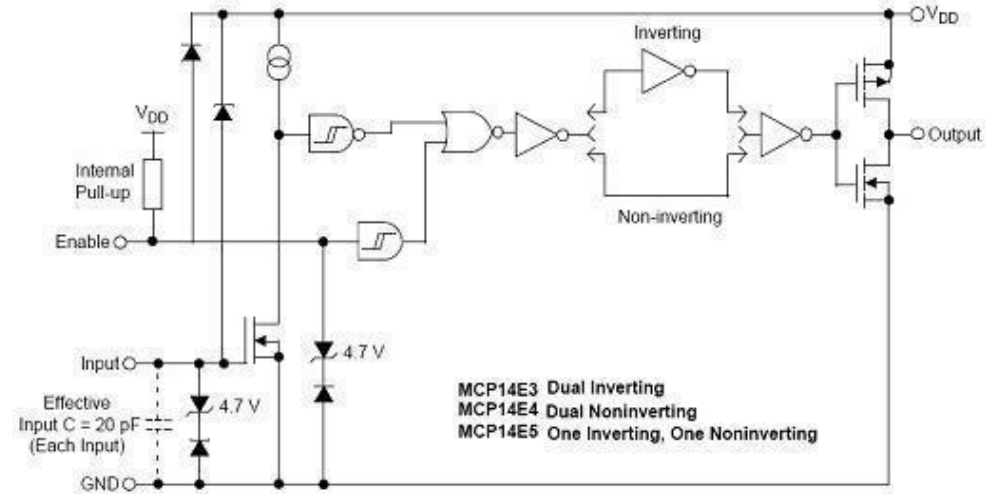 VDD
Inverting
VDD
Output
Internal
Pull-up
Non-inverting
Enable
4.7 V
Input
Effective
Input C = 20 pF
(Each Input)
4.7 V
MCP14E3 Dual Inverting
MCP14E4 Dual Noninverting
MCP14E5 One Inverting, One Noninverting
GND